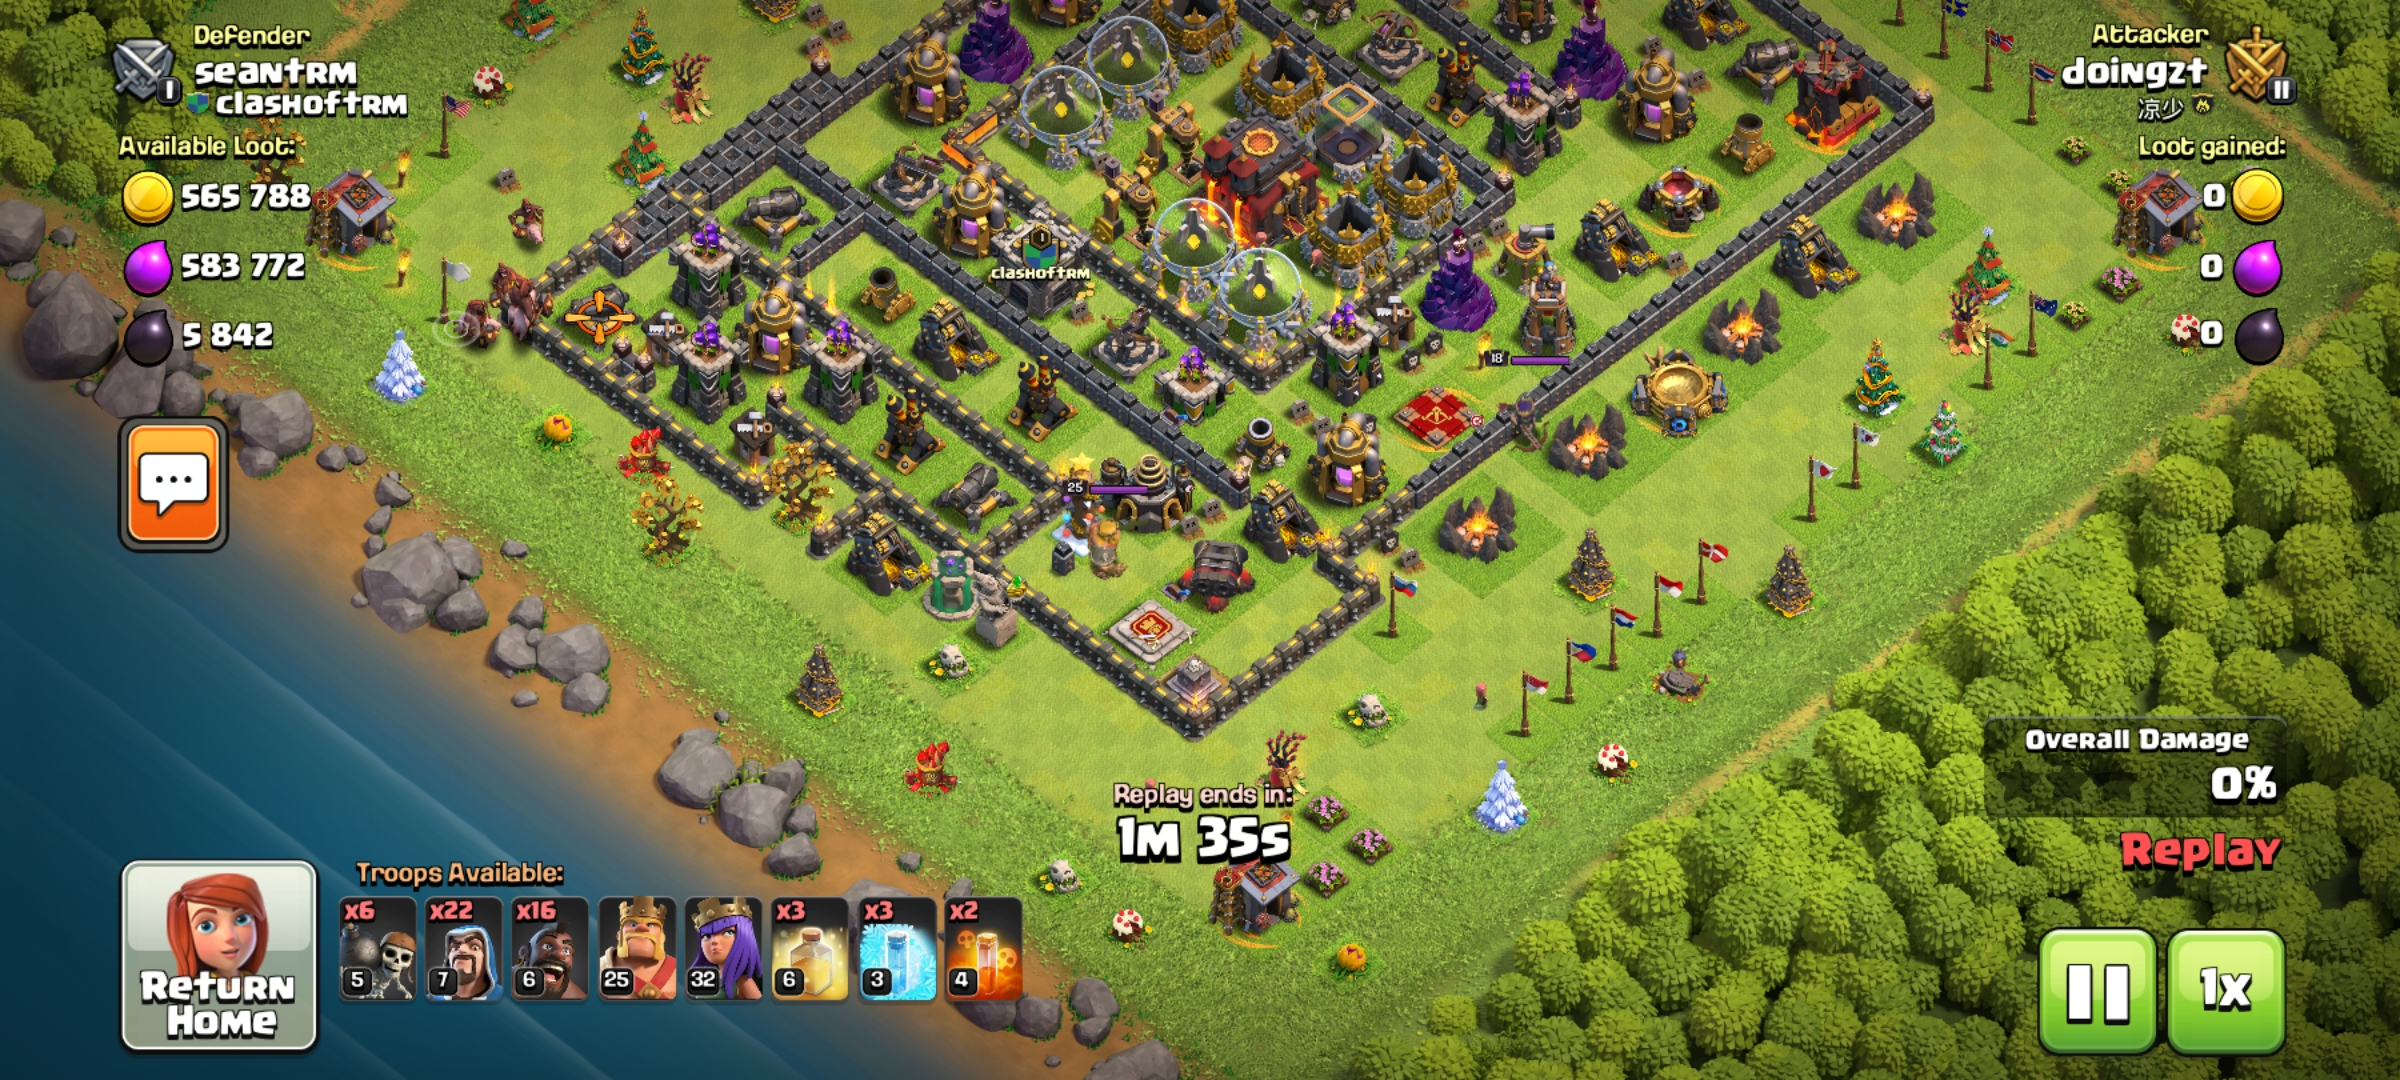 Defender
seantRM
clashoftRM
I
Available Loot:
565 788
583 772
5 842
Attacker
doingzt
凉少
II
Loot gained:
0
0
0
clashoftRM
18
25
Overall Damage
0%
Replay
Replay ends in:
1M 35s
Troops Available:
x6
x22
x16
x3
x3
x2
5
7
6
25
32
6
3
4
Return
Home
1x